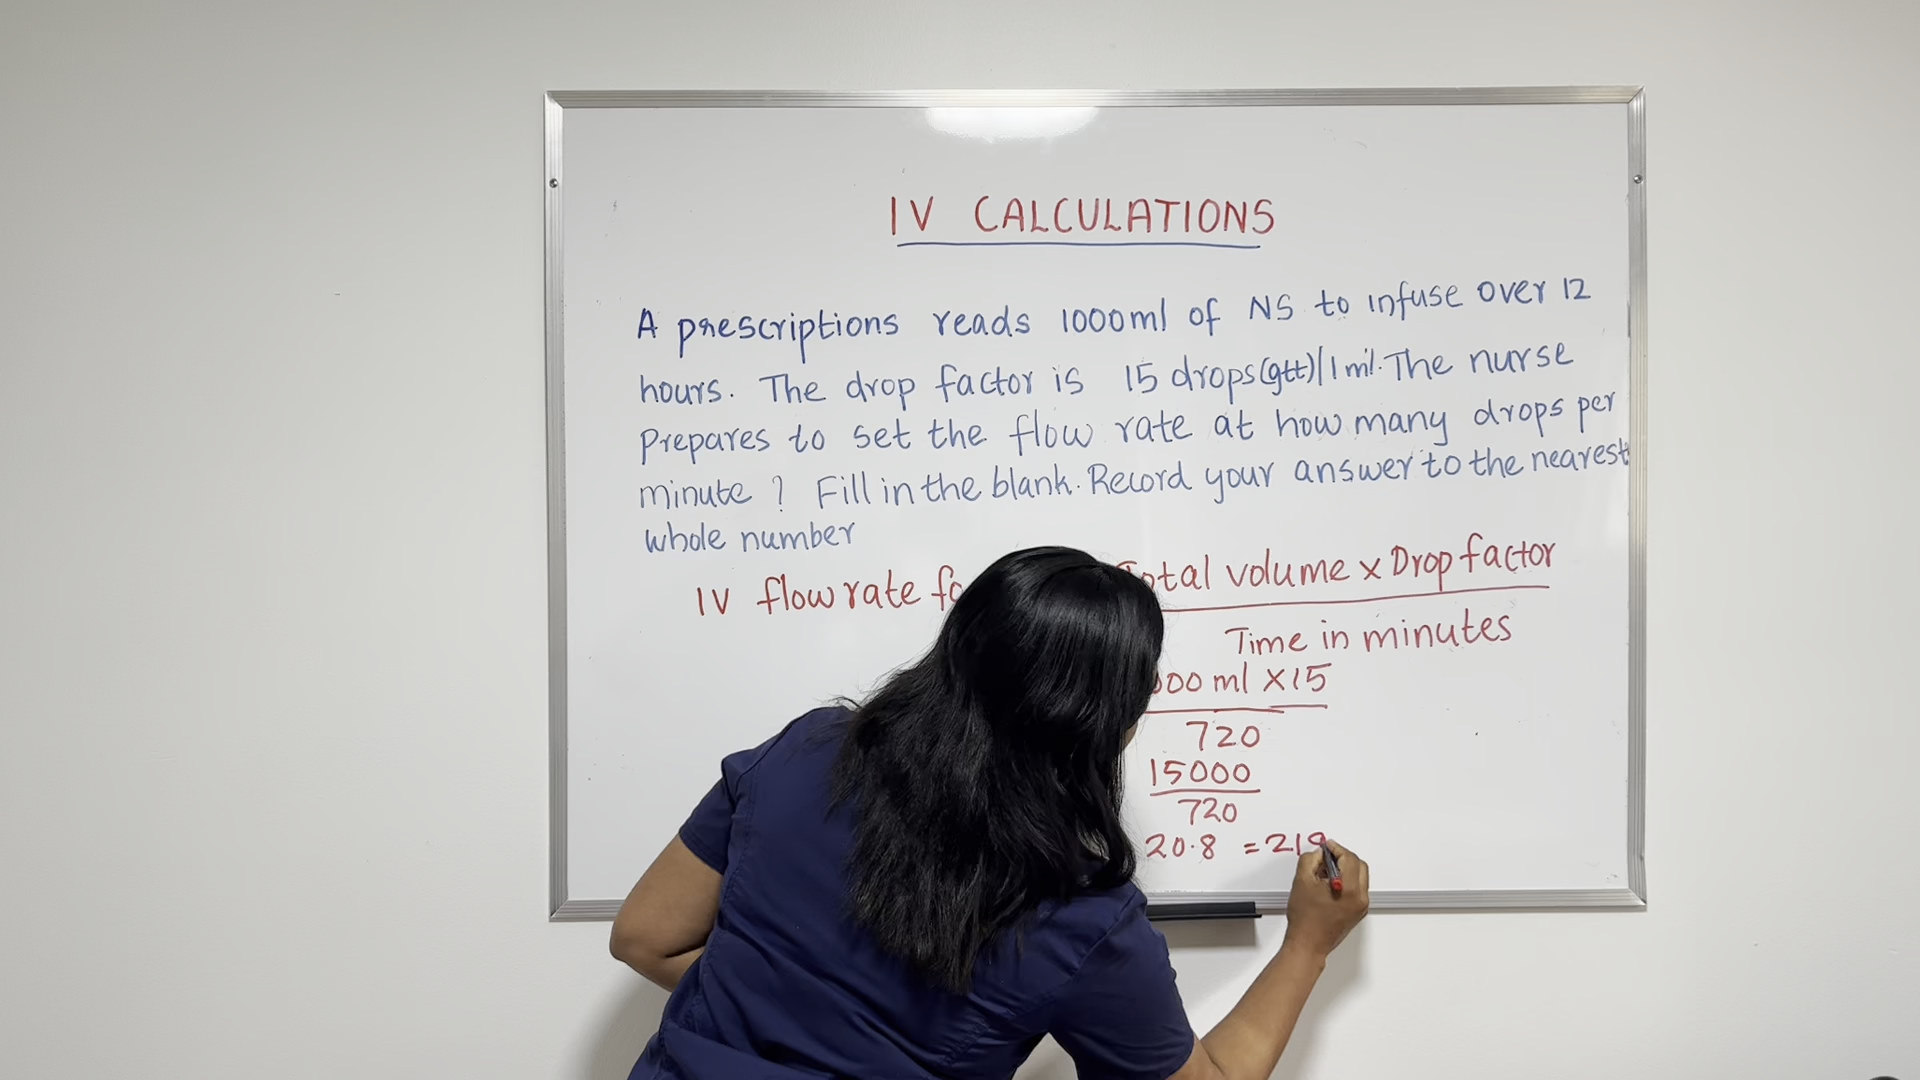 IV CALCULATIONS
A prescriptions reads 1000ml of NS to infuse over 12
hours. The drop factor is 15 drops(gtt)/1ml. The nurse
prepares to set the flow rate at how many drops per
minute ? Fill in the blank. Record your answer to the nearest
whole number
IV flow rate Total volume x Drop factor
Time in minutes
ml x 15
720
15000
720
20.8 = 21